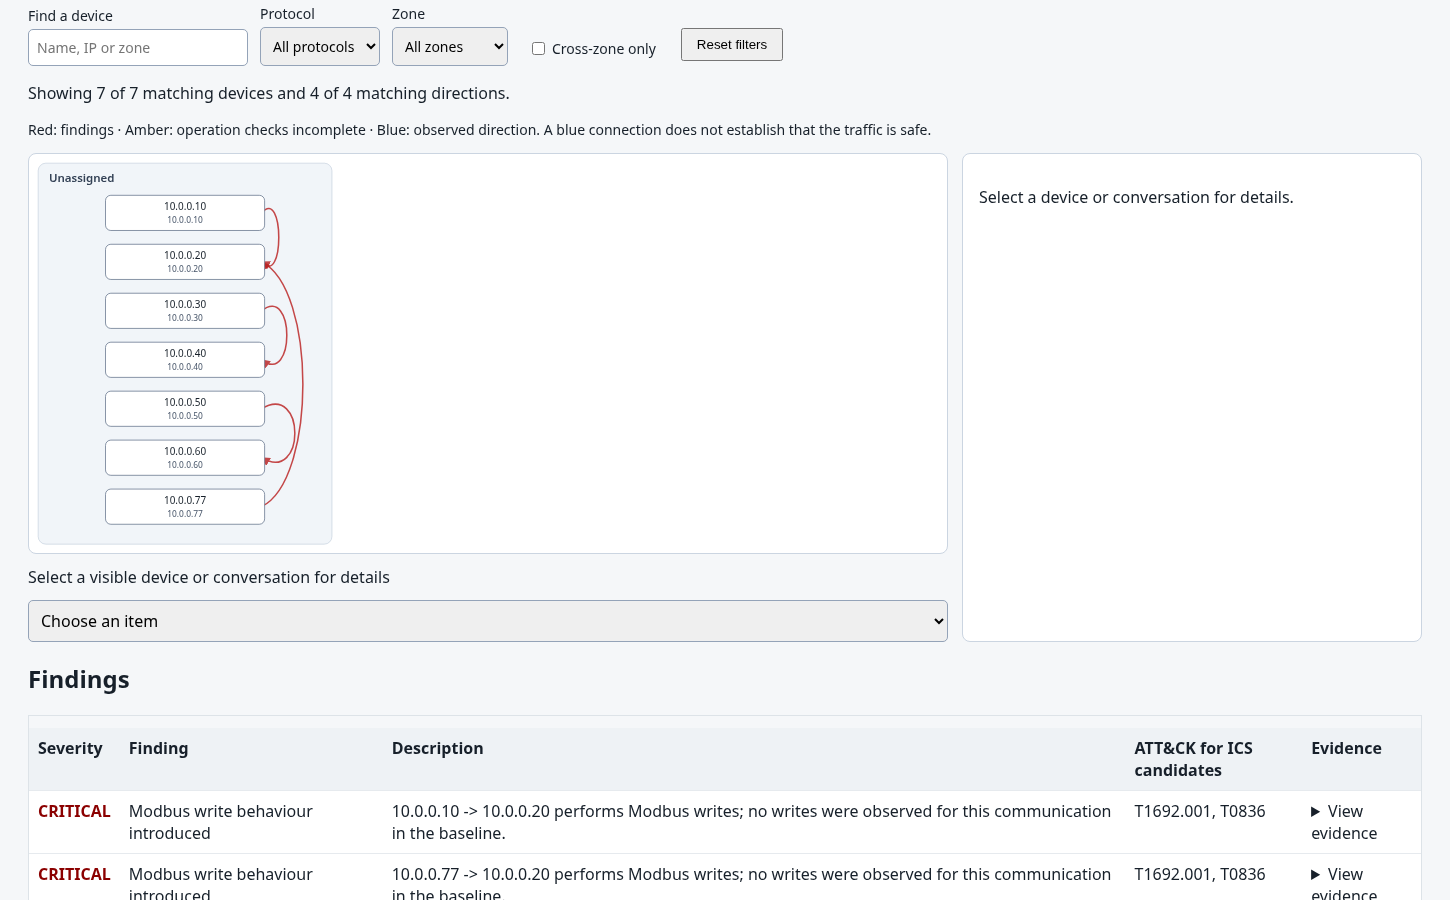 Find a device
Protocol
Zone
Name, IP or zone
All protocols
All zones
Cross-zone only
Reset filters
Showing 7 of 7 matching devices and 4 of 4 matching directions.
Red: findings · Amber: operation checks incomplete · Blue: observed direction. A blue connection does not establish that the traffic is safe.
Unassigned
10.0.0.10
10.0.0.10
10.0.0.20
10.0.0.20
10.0.0.30
10.0.0.30
10.0.0.40
10.0.0.40
10.0.0.50
10.0.0.50
10.0.0.60
10.0.0.60
10.0.0.77
10.0.0.77
Select a device or conversation for details.
Select a visible device or conversation for details
Choose an item
Findings
Severity
Finding
Description
ATT&CK for ICS
candidates
Evidence
CRITICAL
Modbus write behaviour
introduced
10.0.0.10 -> 10.0.0.20 performs Modbus writes; no writes were observed for this communication
in the baseline.
T1692.001, T0836
View
evidence
CRITICAL
Modbus write behaviour
introduced
10.0.0.77 -> 10.0.0.20 performs Modbus writes; no writes were observed for this communication
in the baseline.
T1692.001, T0836
View
evidence